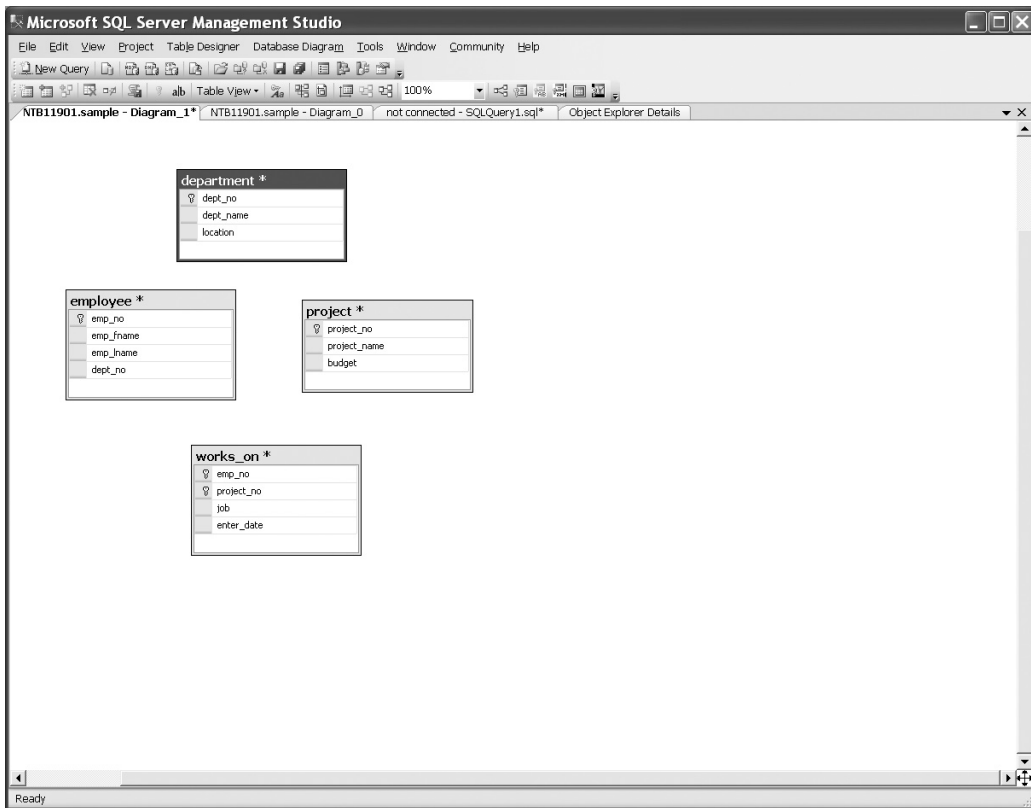 Microsoft SQL Server Management Studio
File Edit View Project Table Designer Database Diagram Tools Window Community Help
New Query
ab Table View 100%
NTB11901.sample - Diagram_1* NTB11901.sample - Diagram_0 not connected - SQLQuery1.sql* Object Explorer Details
department *
dept_no
dept_name
location
employee *
emp_no
emp_fname
emp_lname
dept_no
project *
project_no
project_name
budget
works_on *
emp_no
project_no
job
enter_date
Ready